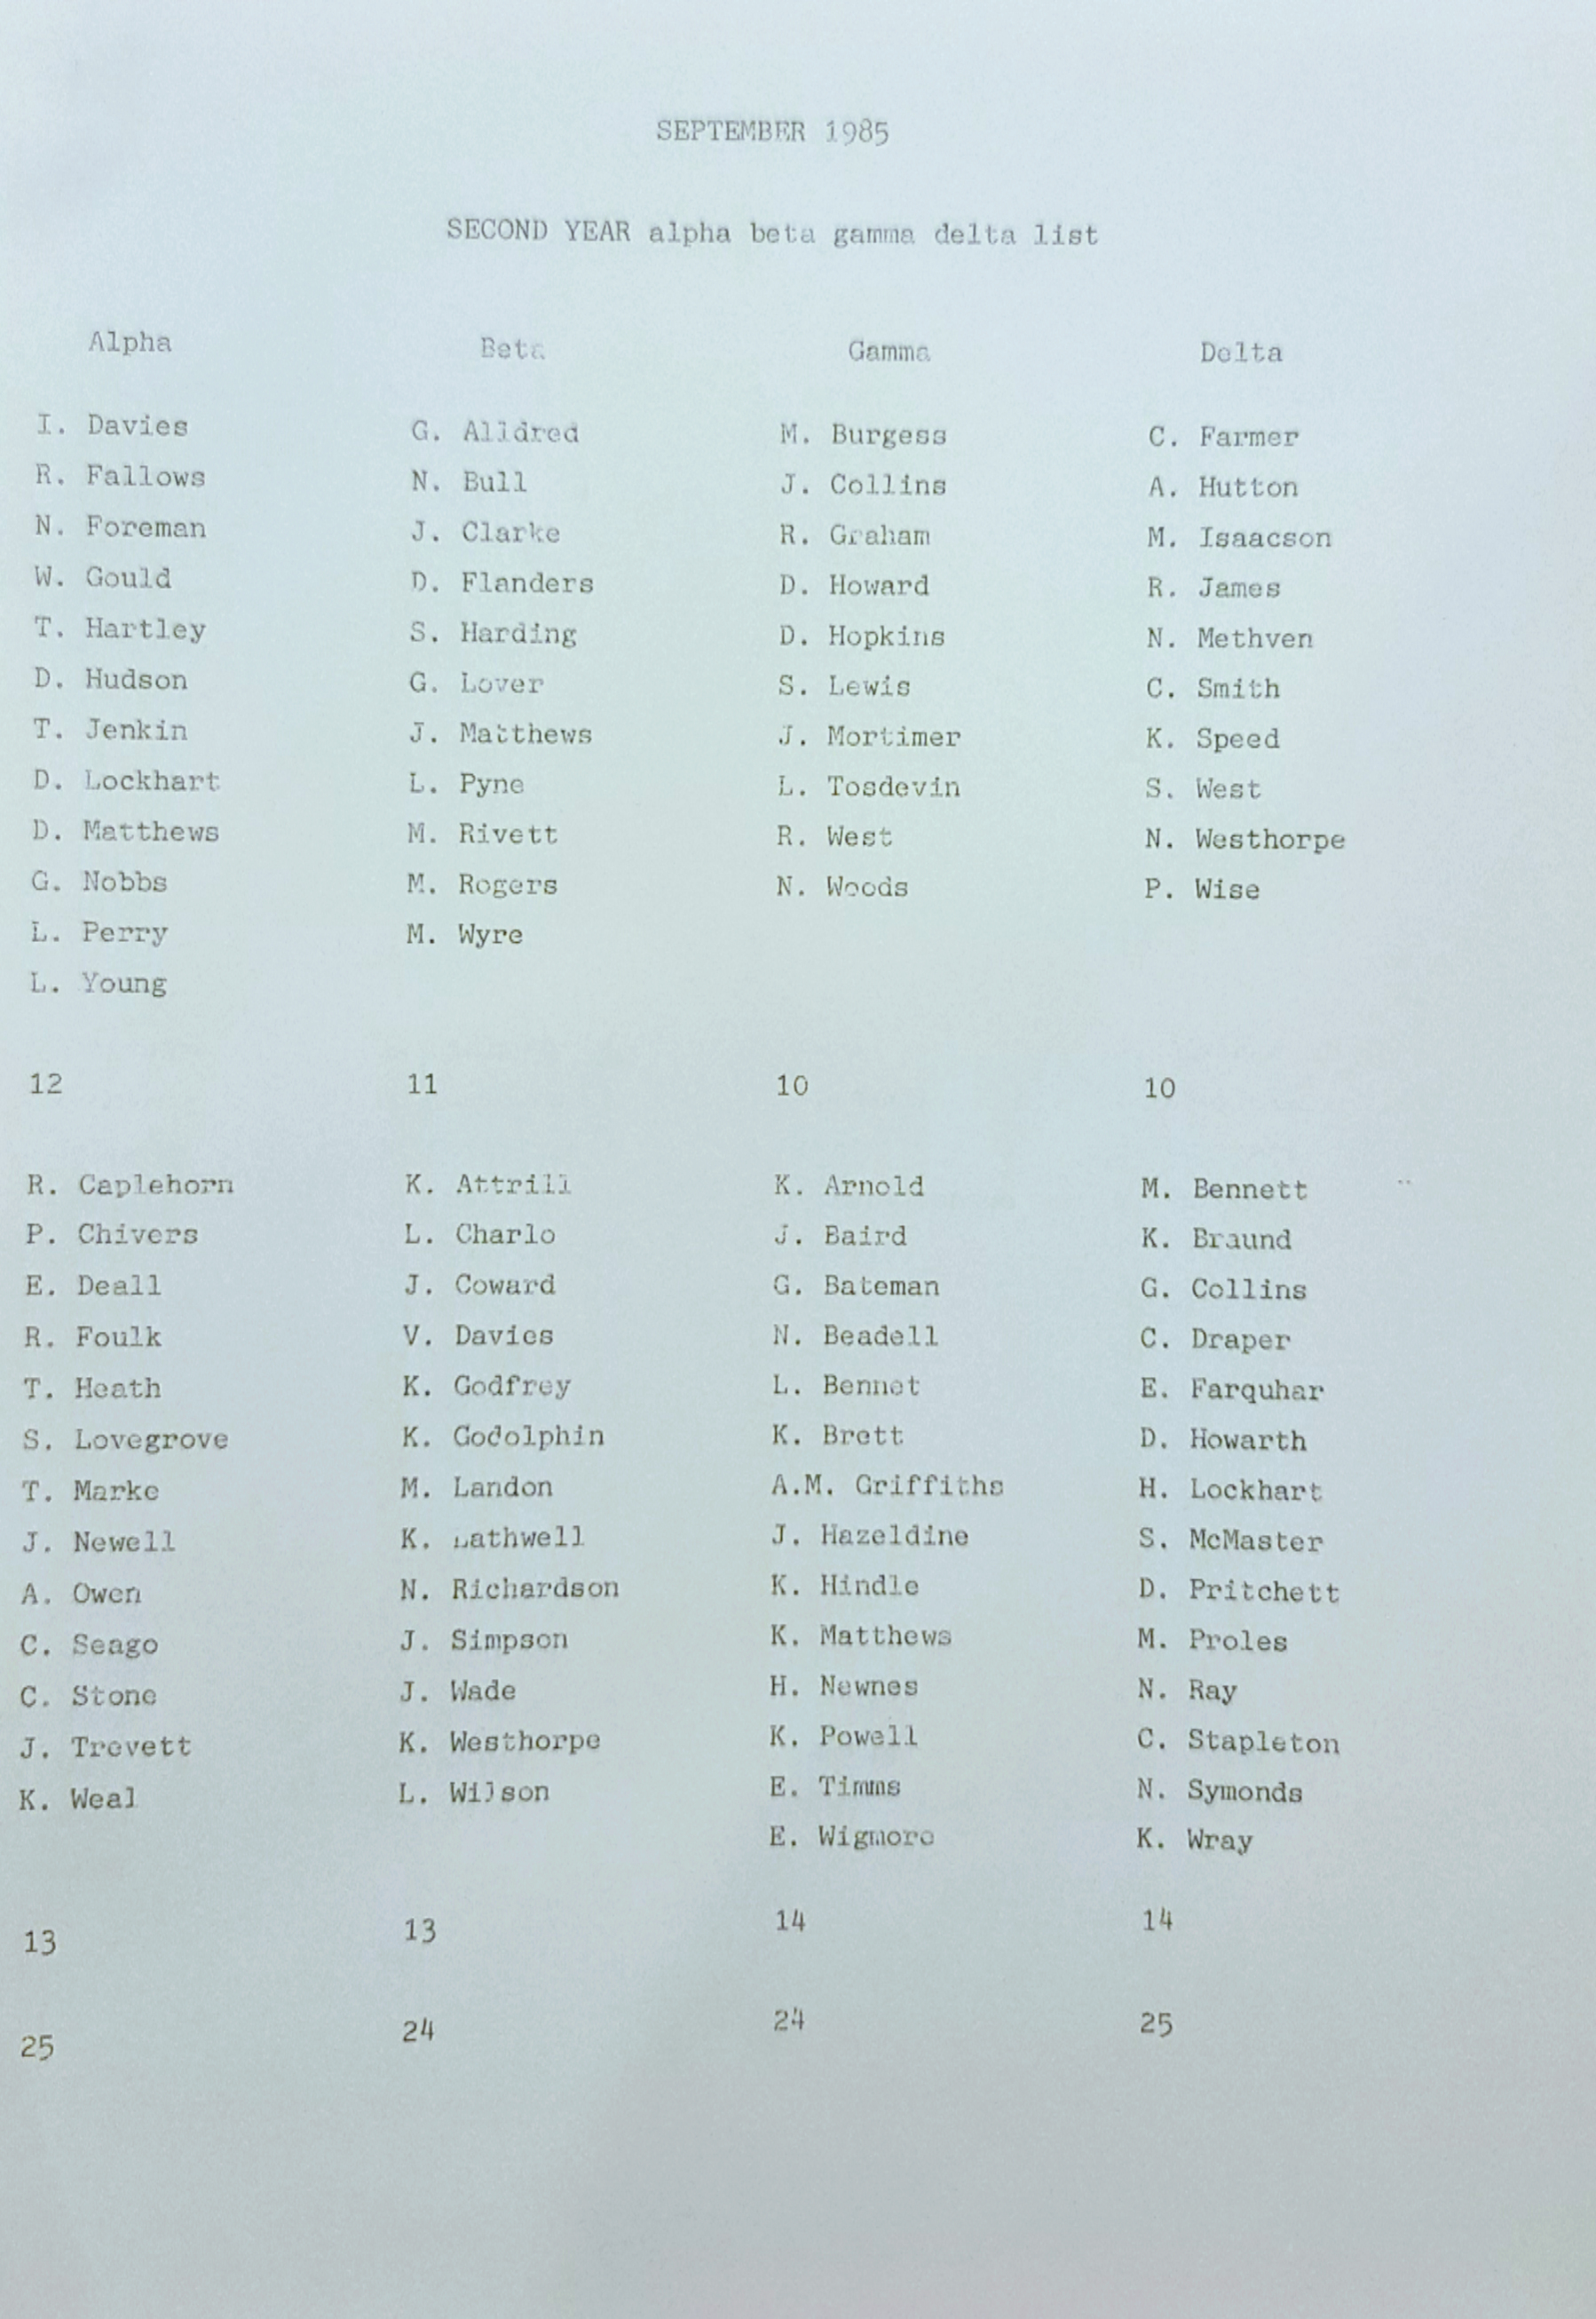 SEPTEMBER 1985
SECOND YEAR alpha beta gamma delta list
Alpha Beta Gamma Delta
I. Davies G. Alldred M. Burgess C. Farmer
R. Fallows N. Bull J. Collins A. Hutton
N. Foreman J. Clarke R. Graham M. Isaacson
W. Gould D. Flanders D. Howard R. James
T. Hartley S. Harding D. Hopkins N. Methven
D. Hudson G. Lover S. Lewis C. Smith
T. Jenkin J. Matthews J. Mortimer K. Speed
D. Lockhart L. Pyne L. Tosdevin S. West
D. Matthews M. Rivett R. West N. Westhorpe
G. Nobbs M. Rogers N. Woods P. Wise
L. Perry M. Wyre
L. Young
12 11 10 10
R. Caplehorn K. Attrill K. Arnold M. Bennett
P. Chivers L. Charlo J. Baird K. Braund
E. Deall J. Coward G. Bateman G. Collins
R. Foulk V. Davies N. Beadell C. Draper
T. Heath K. Godfrey L. Bennet E. Farquhar
S. Lovegrove K. Godolphin K. Brett D. Howarth
T. Marke M. Landon A.M. Griffiths H. Lockhart
J. Newell K. Lathwell J. Hazeldine S. McMaster
A. Owen N. Richardson K. Hindle D. Pritchett
C. Seago J. Simpson K. Matthews M. Proles
C. Stone J. Wade H. Newnes N. Ray
J. Trevett K. Westhorpe K. Powell C. Stapleton
K. Weal L. Wilson E. Timms N. Symonds
E. Wigmore K. Wray
13 13 14 14
25 24 24 25